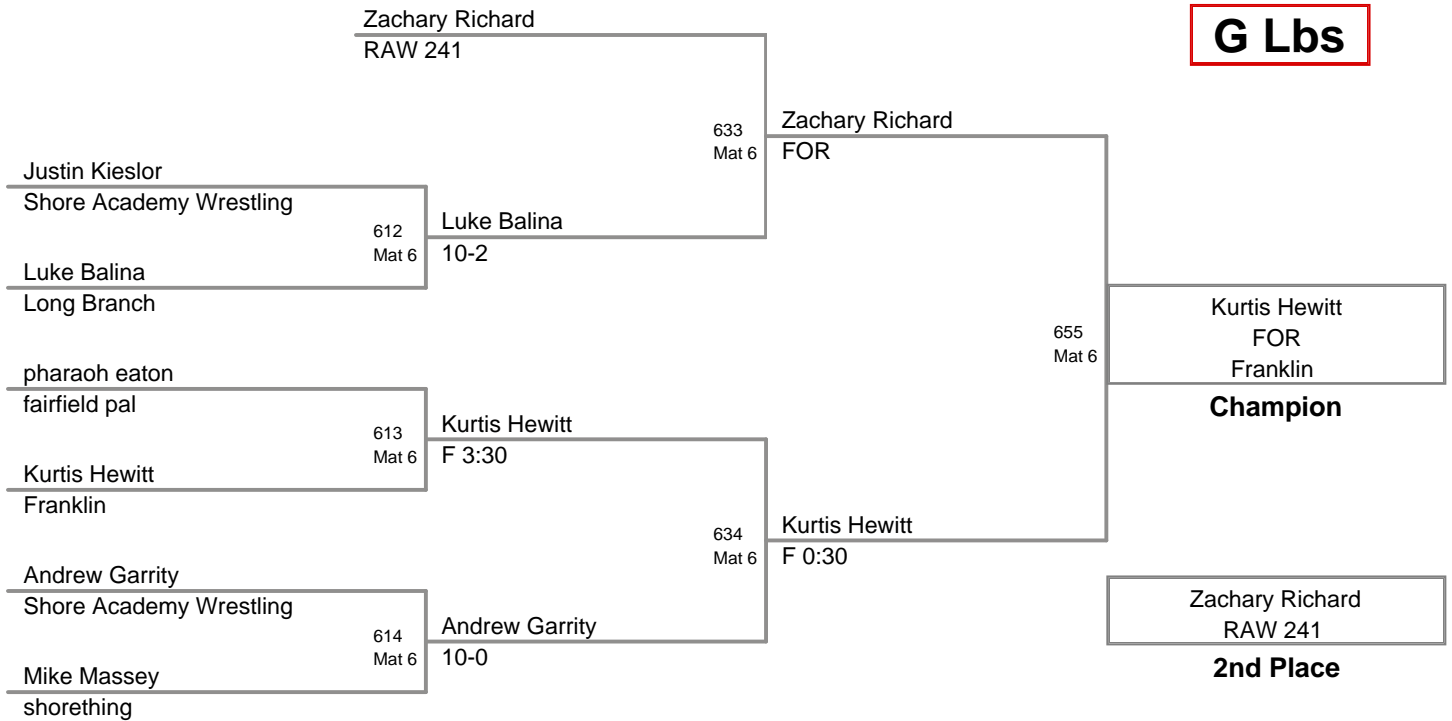 Zachary Richard
RAW 241
G Lbs
633
Mat 6
Zachary Richard
FOR
Justin Kieslor
Shore Academy Wrestling
612
Mat 6
Luke Balina
10-2
Luke Balina
Long Branch
655
Mat 6
Kurtis Hewitt
FOR
Franklin
Champion
pharaoh eaton
fairfield pal
613
Mat 6
Kurtis Hewitt
F 3:30
Kurtis Hewitt
Franklin
634
Mat 6
Kurtis Hewitt
F 0:30
Andrew Garrity
Shore Academy Wrestling
614
Mat 6
Andrew Garrity
10-0
Mike Massey
shorething
Zachary Richard
RAW 241
2nd Place